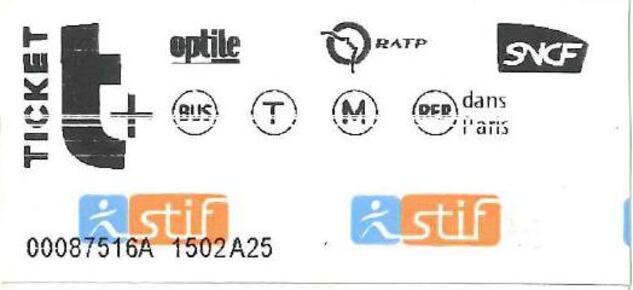 TICKET t+
optile RATP SNCF
BUS T M RER dans Paris
stif stif
00087516A 1502A25